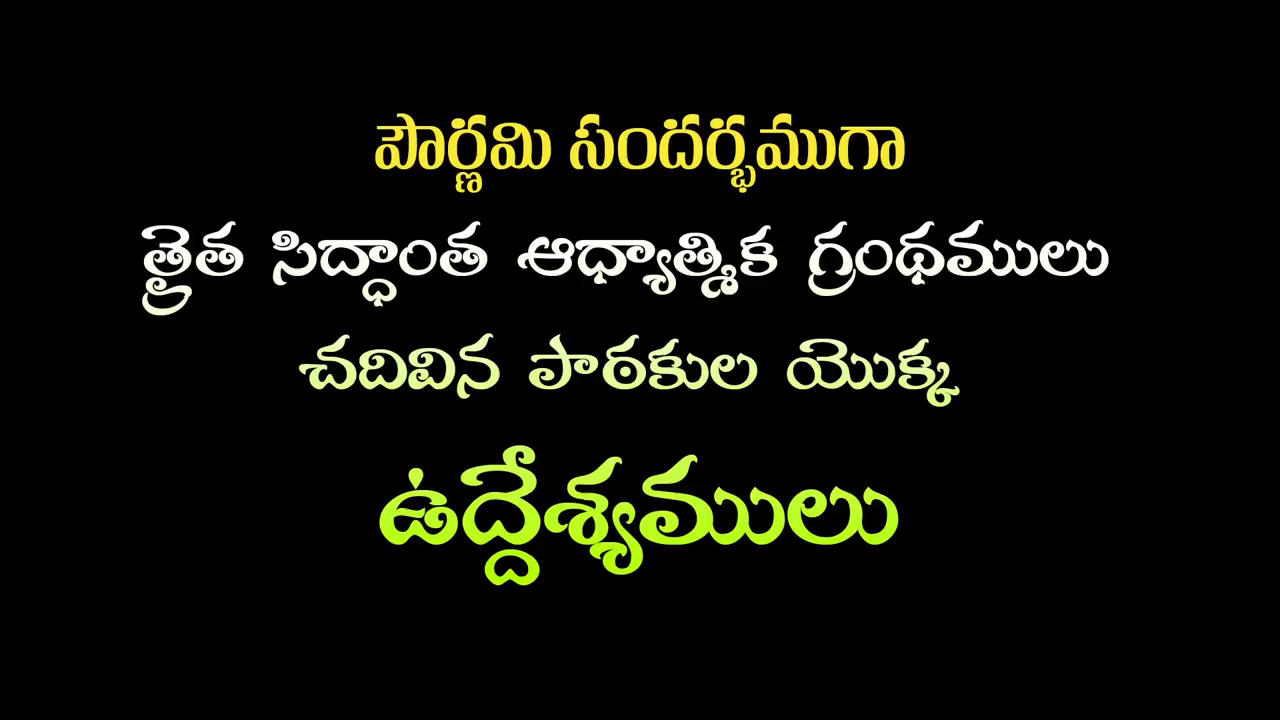 పౌర్ణమి సందర్భముగా
త్రైత సిద్ధాంత ఆధ్యాత్మిక గ్రంథములు
చదివిన పాఠకుల యొక్క
ఉద్దేశ్యములు